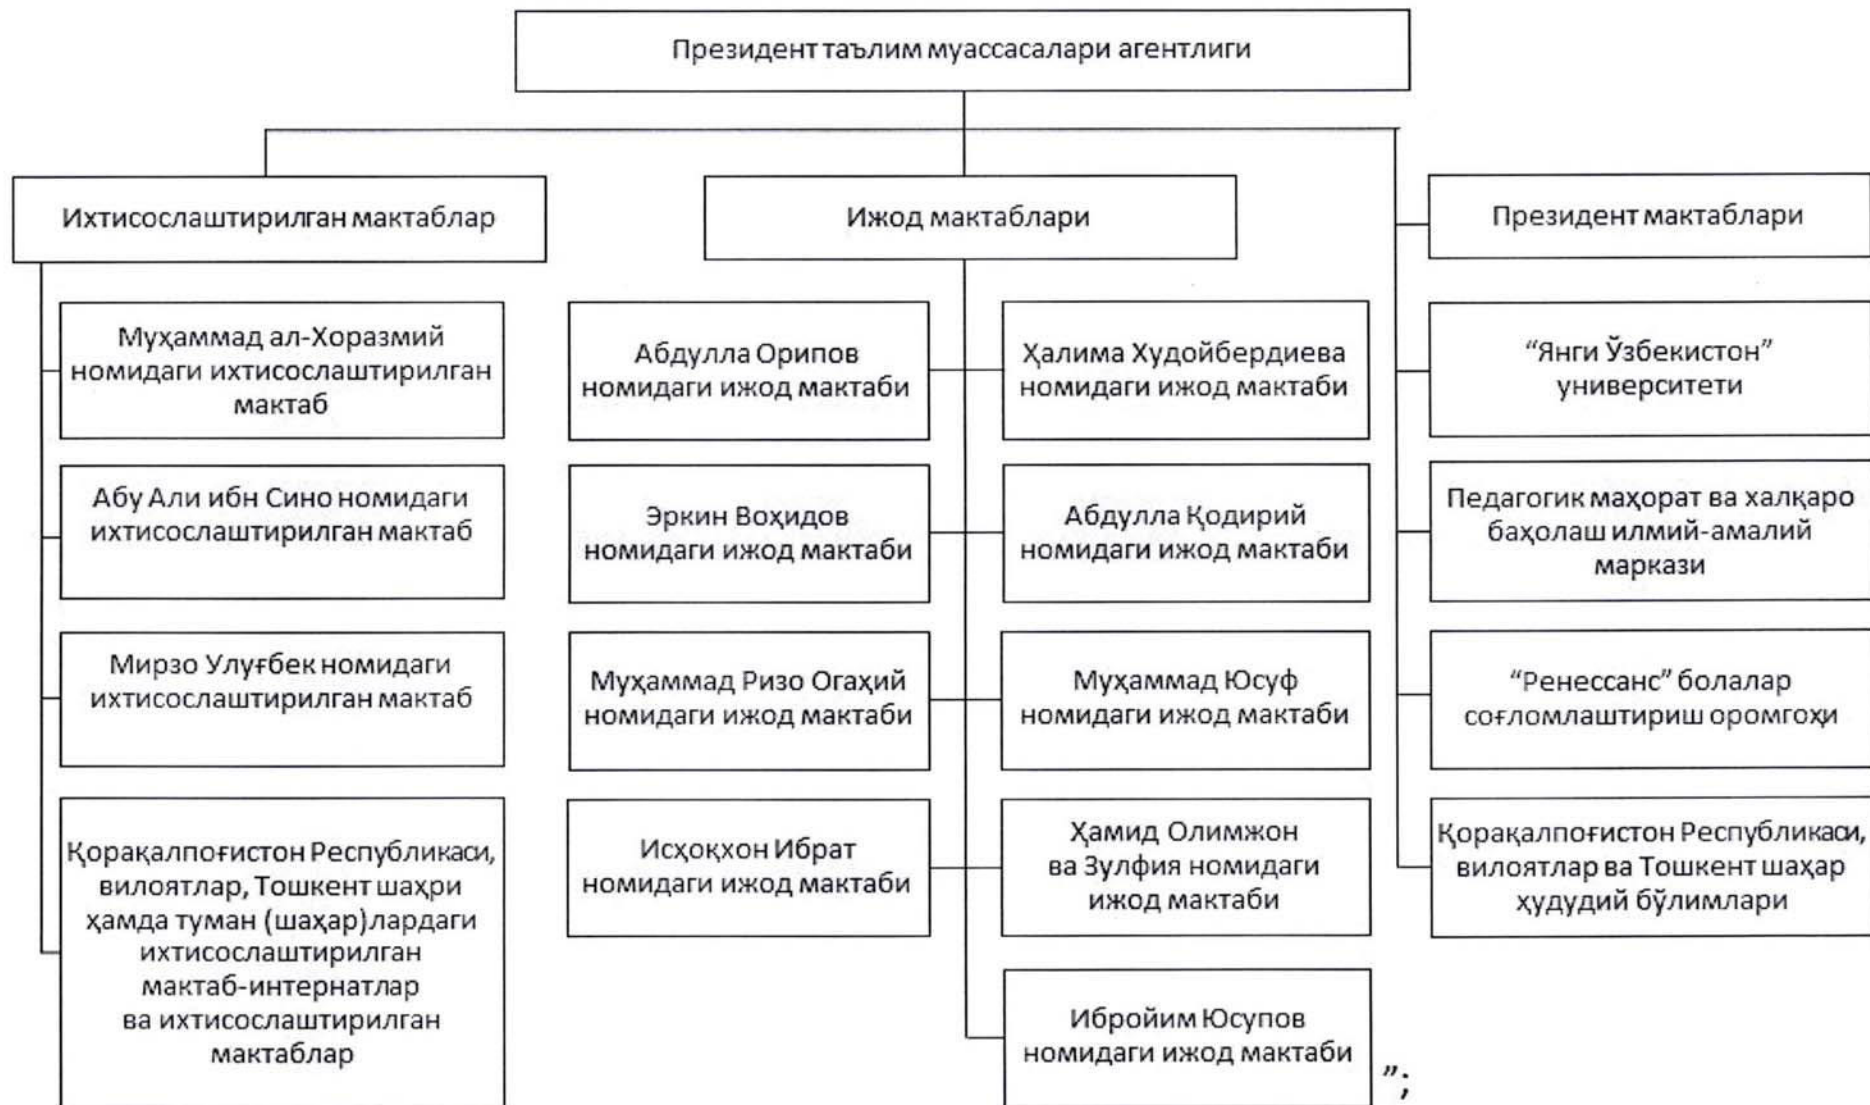 Президент таълим муассасалари агентлиги
Ихтисослаштирилган мактаблар
Ижод мактаблари
Президент мактаблари
Муҳаммад ал-Хоразмий
номидаги ихтисослаштирилган
мактаб
Абдулла Орипов
номидаги ижод мактаби
Ҳалима Худойбердиева
номидаги ижод мактаби
“Янги Ўзбекистон”
университети
Абу Али ибн Сино номидаги
ихтисослаштирилган мактаб
Эркин Воҳидов
номидаги ижод мактаби
Абдулла Қодирий
номидаги ижод мактаби
Педагогик маҳорат ва халқаро
баҳолаш илмий-амалий
маркази
Мирзо Улуғбек номидаги
ихтисослаштирилган мактаб
Муҳаммад Ризо Огаҳий
номидаги ижод мактаби
Муҳаммад Юсуф
номидаги ижод мактаби
“Ренессанс” болалар
соғломлаштириш оромгоҳи
Қорақалпоғистон Республикаси,
вилоятлар, Тошкент шаҳри
ҳамда туман (шаҳар)лардаги
ихтисослаштирилган
мактаб-интернатлар
ва ихтисослаштирилган
мактаблар
Исҳоқхон Ибрат
номидаги ижод мактаби
Ҳамид Олимжон
ва Зулфия номидаги
ижод мактаби
Қорақалпоғистон Республикаси,
вилоятлар ва Тошкент шаҳар
ҳудудий бўлимлари
Ибройим Юсупов
номидаги ижод мактаби
”;